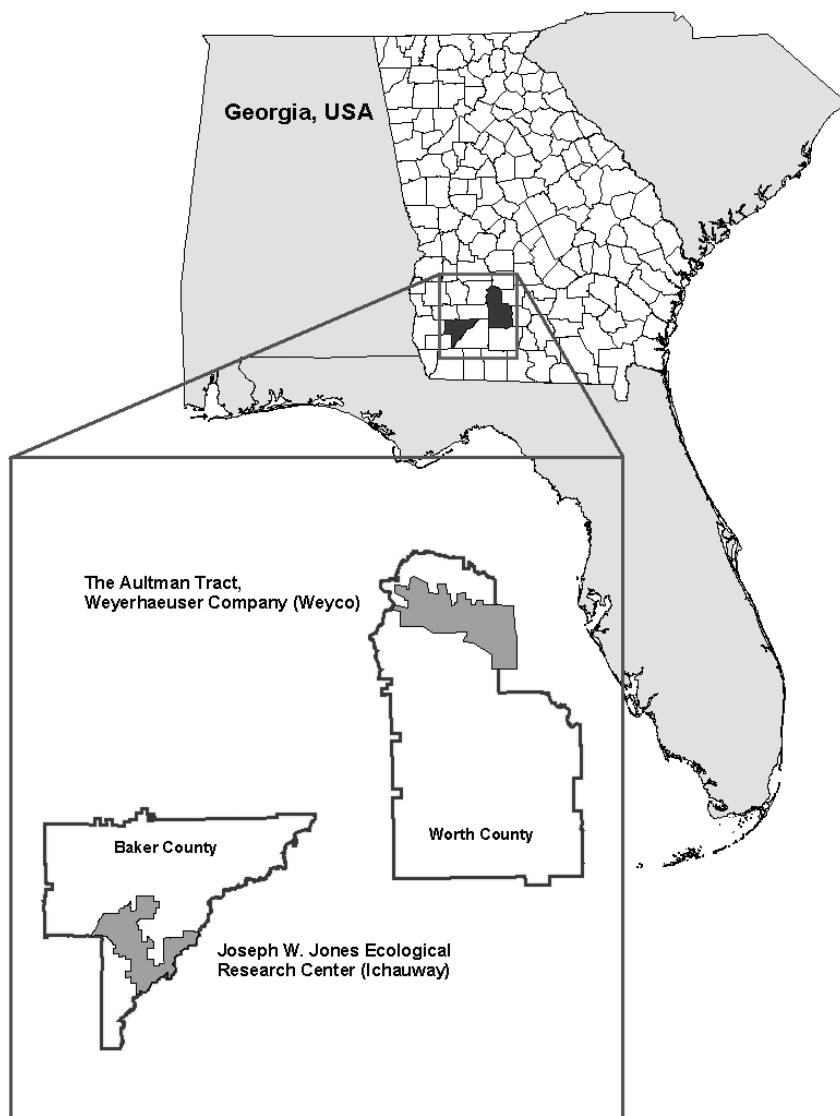 Georgia, USA
The Aultman Tract,
Weyerhaeuser Company (Weyco)
Worth County
Baker County
Joseph W. Jones Ecological
Research Center (Ichauway)